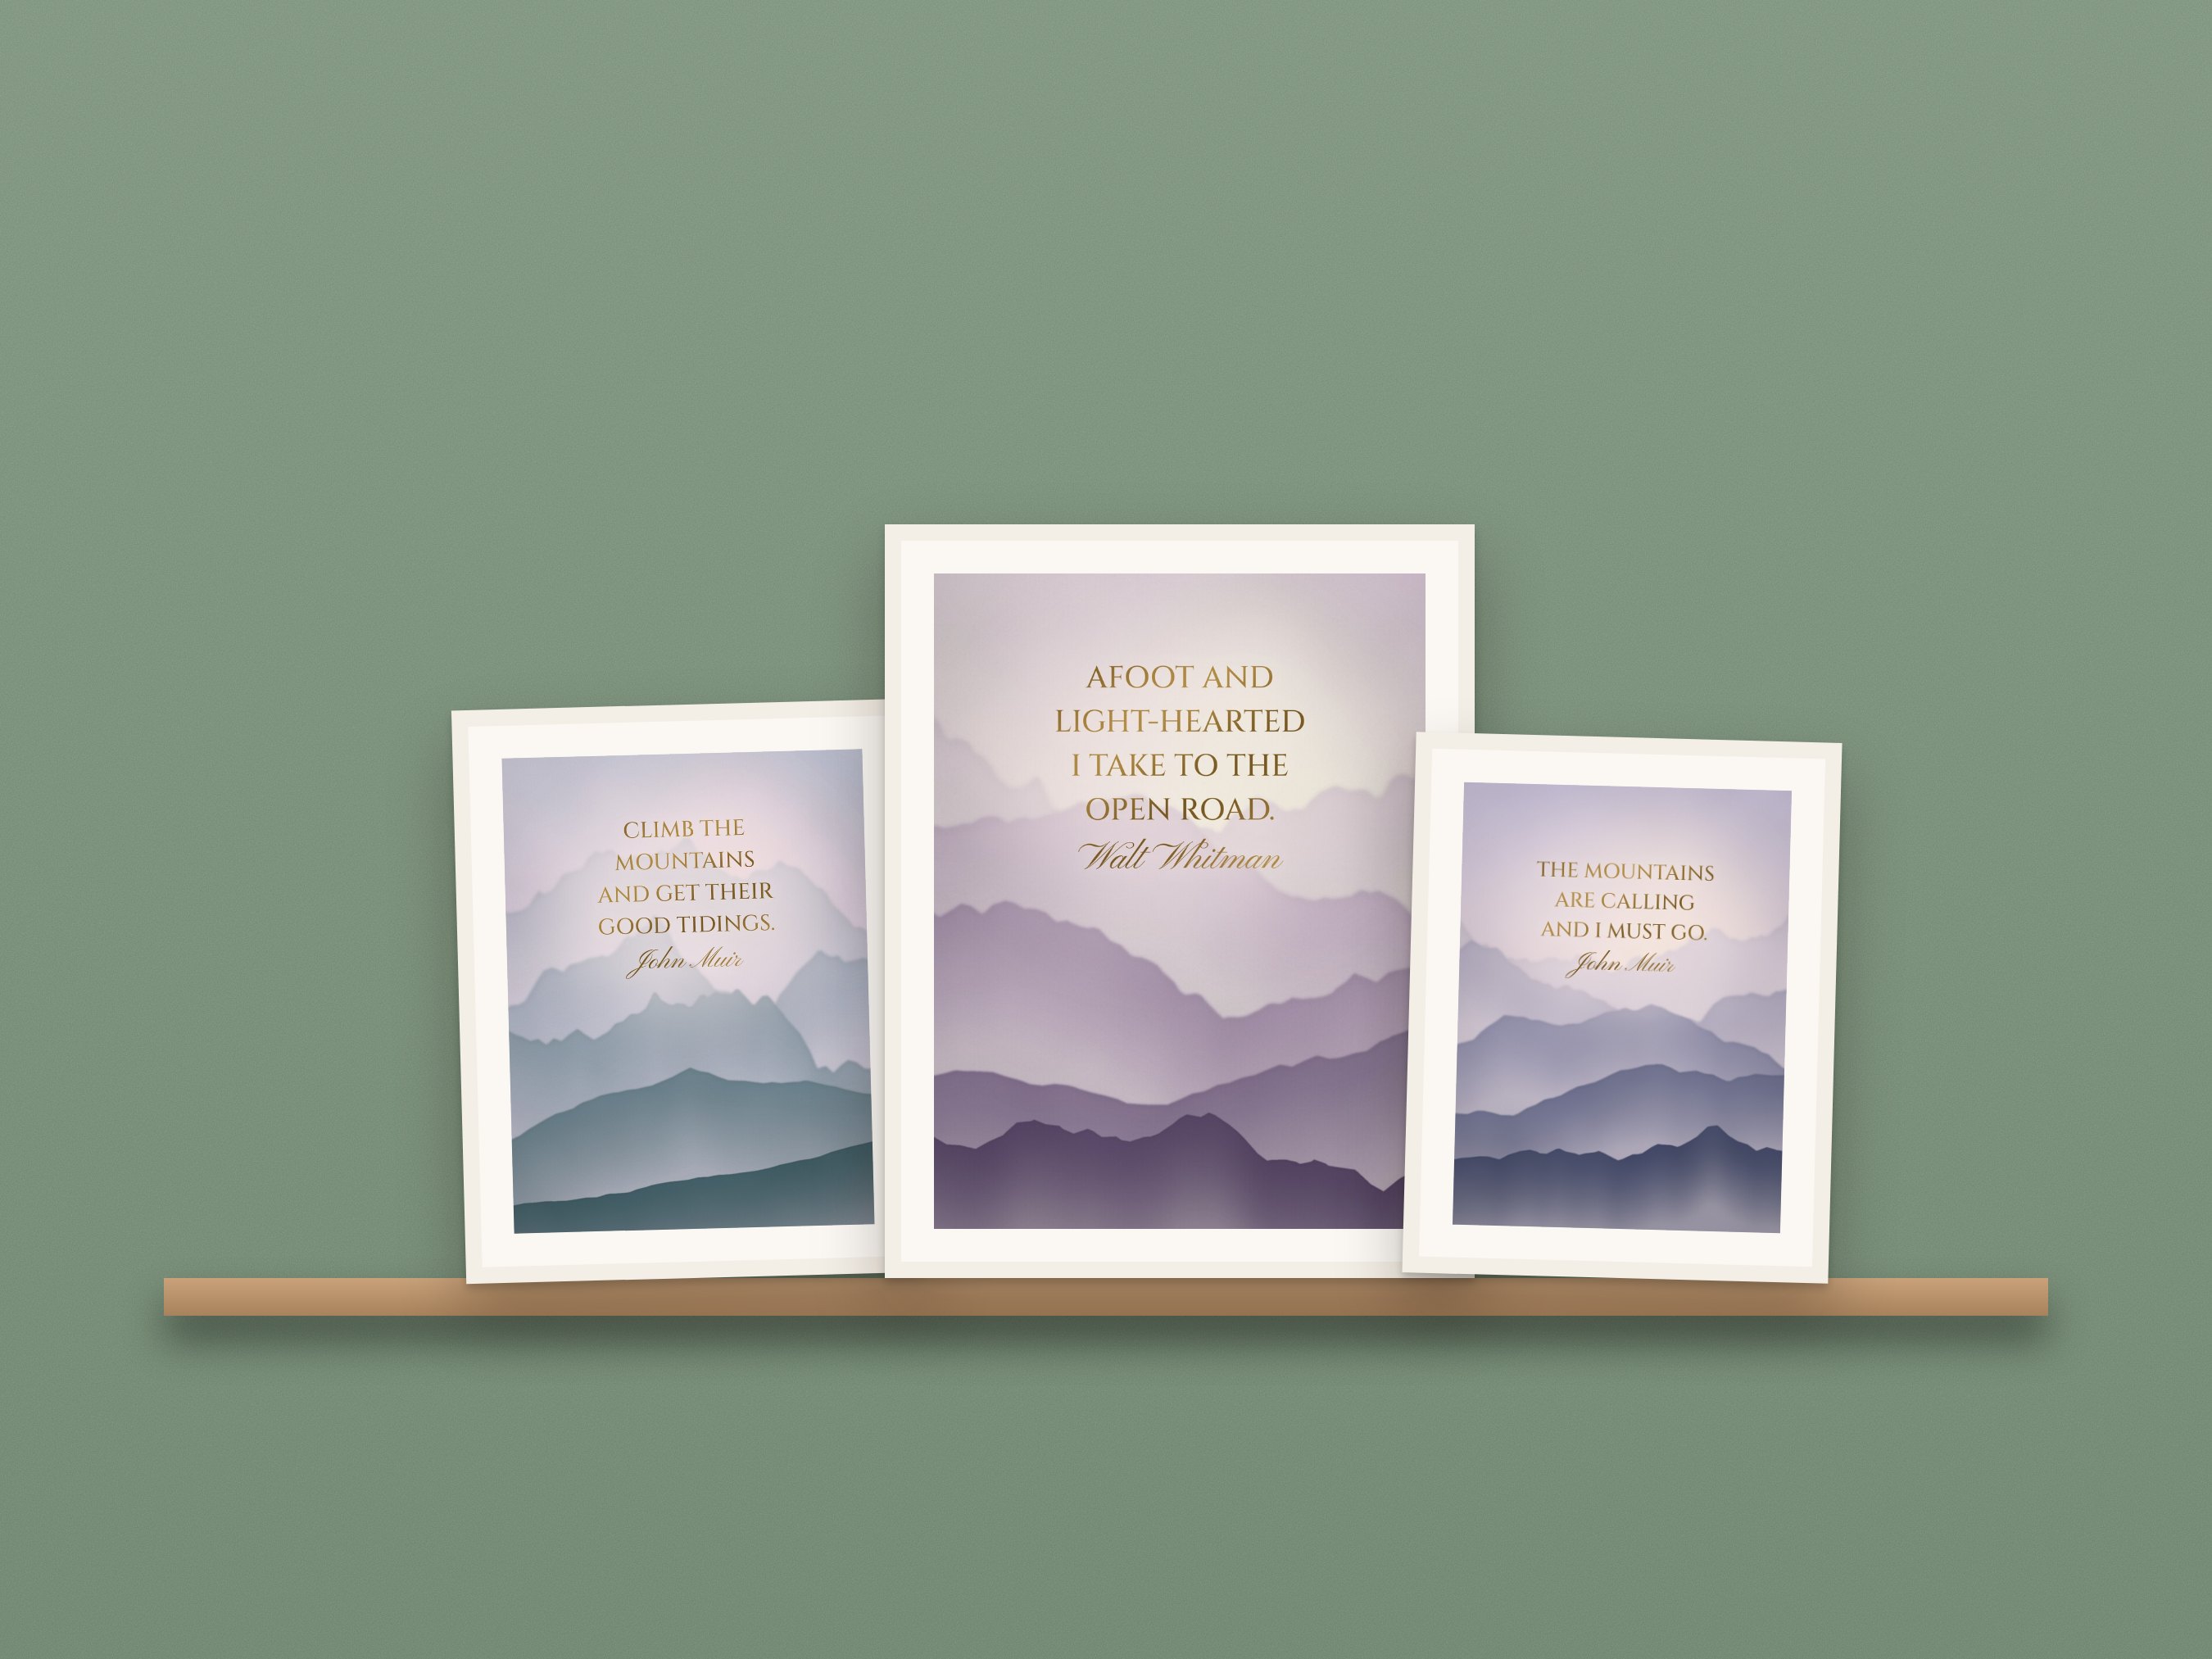 CLIMB THE
MOUNTAINS
AND GET THEIR
GOOD TIDINGS.
John Muir
AFOOT AND
LIGHT-HEARTED
I TAKE TO THE
OPEN ROAD.
Walt Whitman
THE MOUNTAINS
ARE CALLING
AND I MUST GO.
John Muir